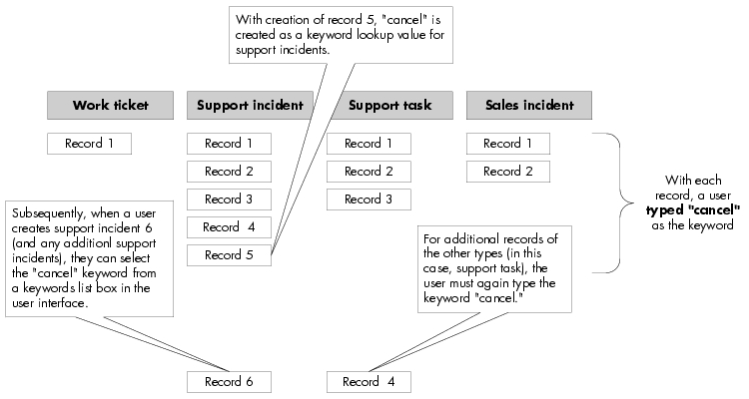 With creation of record 5, "cancel" is
created as a keyword lookup value for
support incidents.
Work ticket
Support incident
Support task
Sales incident
Record 1
Record 1
Record 1
Record 1
Record 2
Record 2
Record 2
Record 3
Record 3
Record 4
Record 5
With each
record, a user
typed "cancel"
as the keyword
Subsequently, when a user
creates support incident 6
(and any additionl support
incidents), they can select
the "cancel" keyword from
a keywords list box in the
user interface.
For additional records of
the other types (in this
case, support task), the
user must again type the
keyword "cancel."
Record 6
Record 4